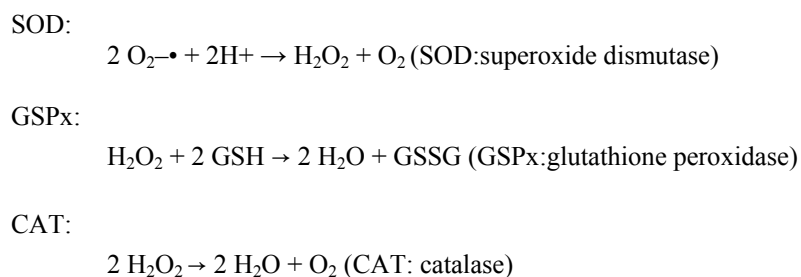 SOD:
2 O₂–• + 2H+ → H₂O₂ + O₂ (SOD:superoxide dismutase)
GSPx:
H₂O₂ + 2 GSH → 2 H₂O + GSSG (GSPx:glutathione peroxidase)
CAT:
2 H₂O₂ → 2 H₂O + O₂ (CAT: catalase)